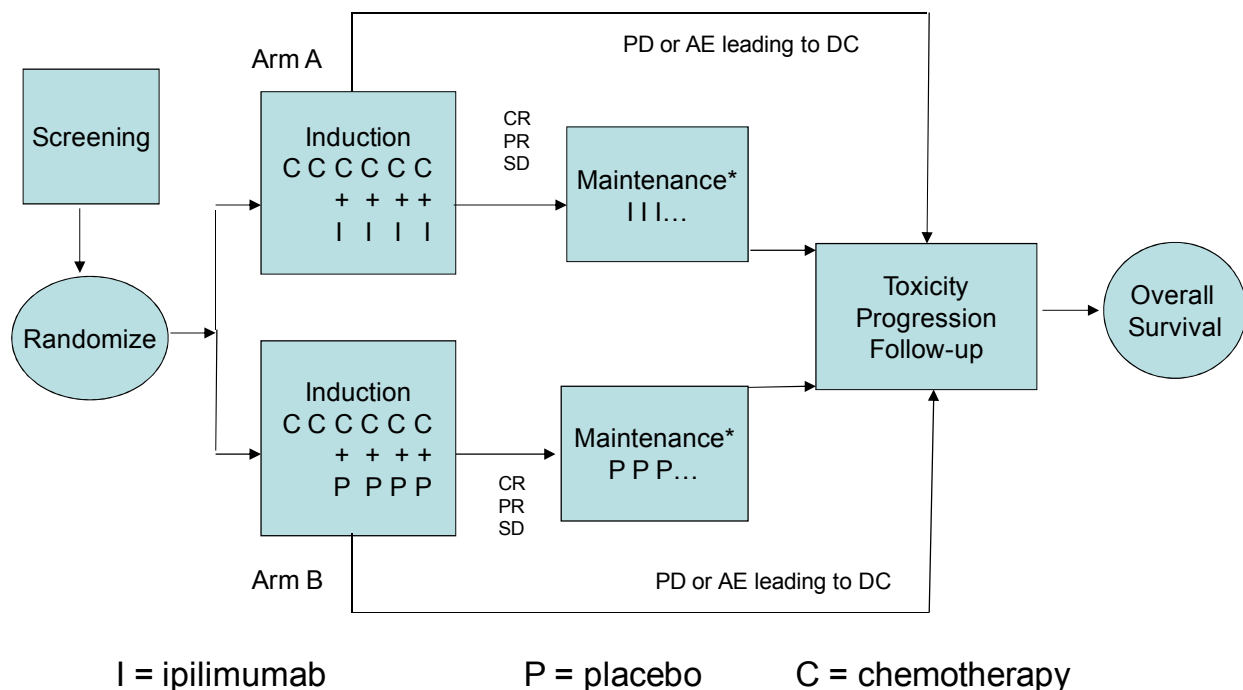 PD or AE leading to DC
Arm A
Screening
Induction
C C C C C C
+ + + +
I I I I
CR
PR
SD
Maintenance*
I I I…
Randomize
Toxicity
Progression
Follow-up
Overall
Survival
Induction
C C C C C C
+ + + +
P P P P
CR
PR
SD
Maintenance*
P P P…
Arm B
PD or AE leading to DC
I = ipilimumab P = placebo C = chemotherapy